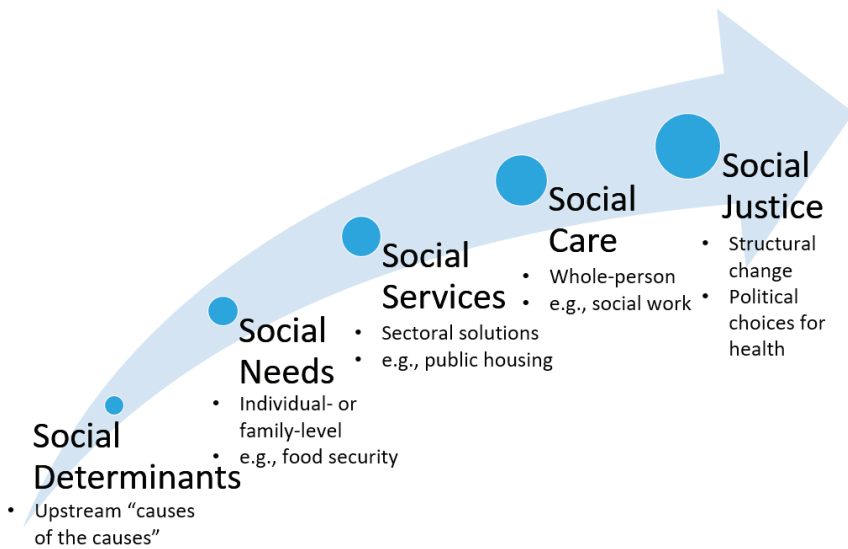 Social
Determinants
• Upstream “causes
of the causes”
Social
Needs
• Individual- or
family-level
• e.g., food security
Social
Services
• Sectoral solutions
• e.g., public housing
Social
Care
• Whole-person
• e.g., social work
Social
Justice
• Structural
change
• Political
choices for
health